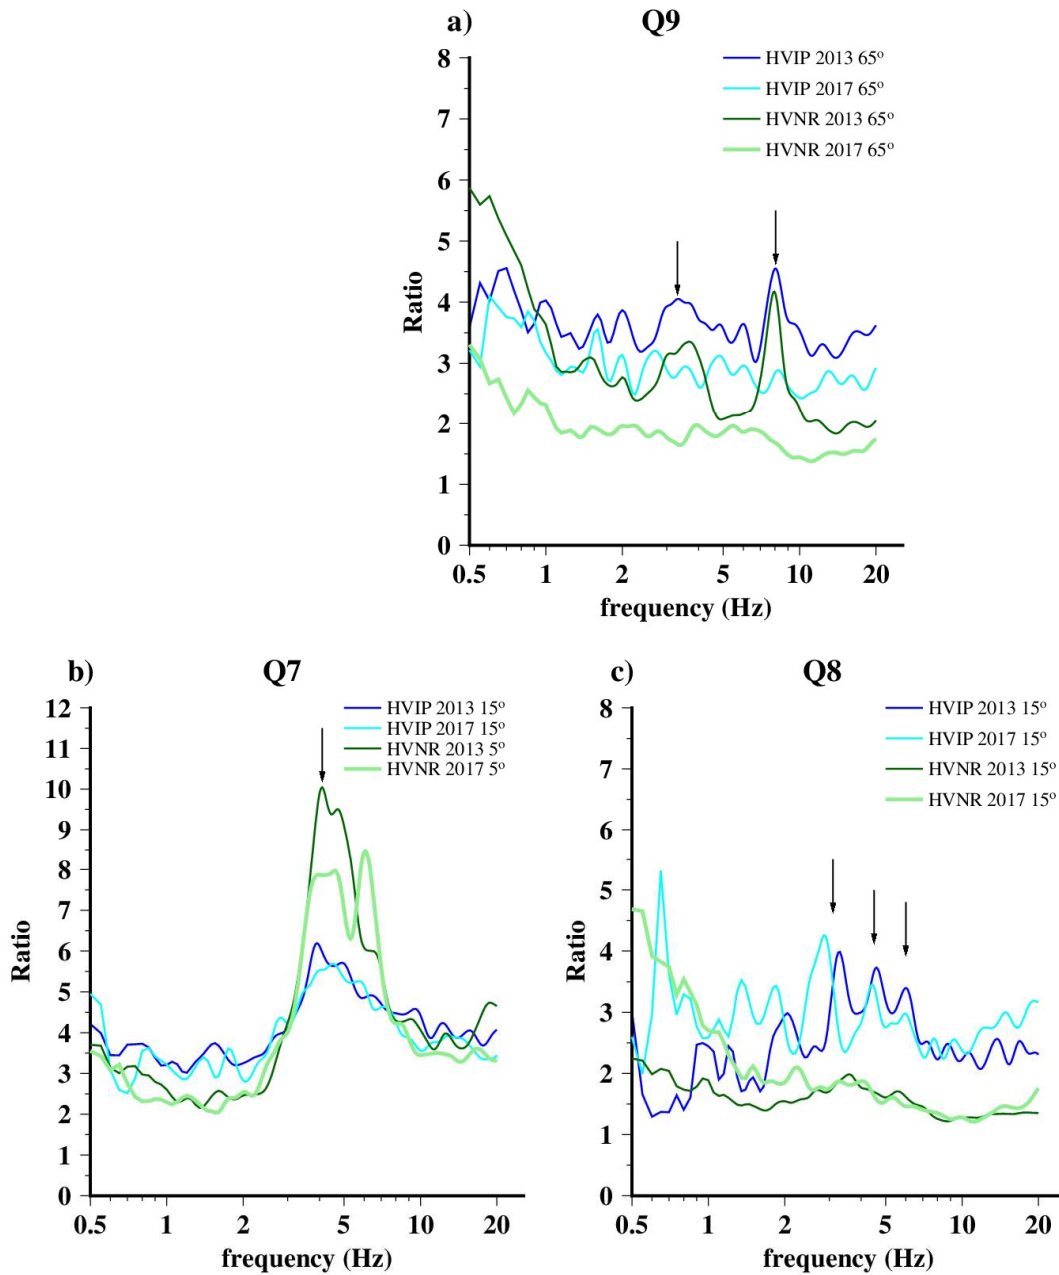 a) Q9
8
7
6
5
4
3
2
1
0
Ratio
HVIP 2013 65°
HVIP 2017 65°
HVNR 2013 65°
HVNR 2017 65°
0.5 1 2 5 10 20
frequency (Hz)
b) Q7
12
11
10
9
8
7
6
5
4
3
2
1
0
Ratio
HVIP 2013 15°
HVIP 2017 15°
HVNR 2013 5°
HVNR 2017 5°
0.5 1 2 5 10 20
frequency (Hz)
c) Q8
8
7
6
5
4
3
2
1
0
Ratio
HVIP 2013 15°
HVIP 2017 15°
HVNR 2013 15°
HVNR 2017 15°
0.5 1 2 5 10 20
frequency (Hz)